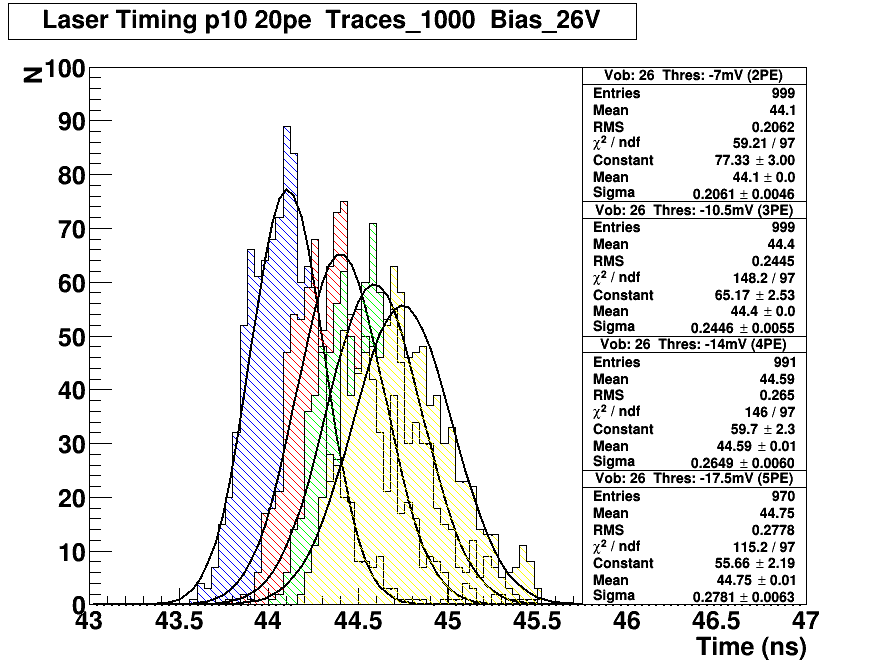 Laser Timing p10 20pe  Traces_1000  Bias_26V
N
100
90
80
70
60
50
40
30
20
10
0
43 43.5 44 44.5 45 45.5 46 46.5 47
Time (ns)
Vob: 26  Thres: -7mV (2PE)
Entries 999
Mean 44.1
RMS 0.2062
χ² / ndf 59.21 / 97
Constant 77.33 ± 3.00
Mean 44.1 ± 0.0
Sigma 0.2061 ± 0.0046
Vob: 26  Thres: -10.5mV (3PE)
Entries 999
Mean 44.4
RMS 0.2445
χ² / ndf 148.2 / 97
Constant 65.17 ± 2.53
Mean 44.4 ± 0.0
Sigma 0.2446 ± 0.0055
Vob: 26  Thres: -14mV (4PE)
Entries 991
Mean 44.59
RMS 0.265
χ² / ndf 146 / 97
Constant 59.7 ± 2.3
Mean 44.59 ± 0.01
Sigma 0.2649 ± 0.0060
Vob: 26  Thres: -17.5mV (5PE)
Entries 970
Mean 44.75
RMS 0.2778
χ² / ndf 115.2 / 97
Constant 55.66 ± 2.19
Mean 44.75 ± 0.01
Sigma 0.2781 ± 0.0063